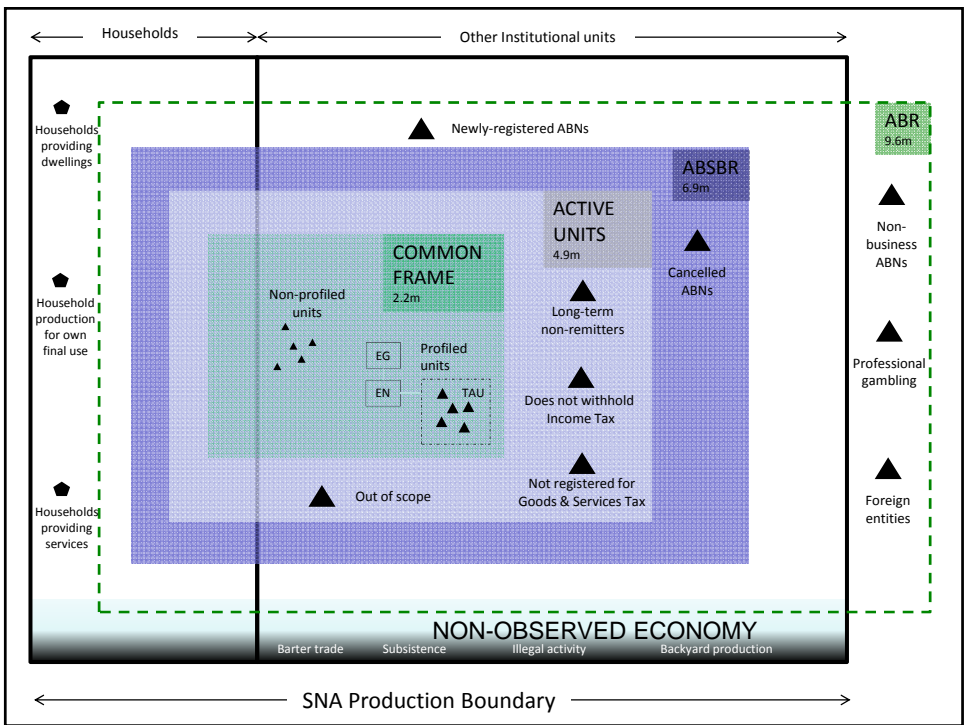 Households
Other Institutional units
Households
providing
dwellings
Newly-registered ABNs
ABR
9.6m
ABSBR
6.9m
ACTIVE
UNITS
4.9m
Non-
business
ABNs
COMMON
FRAME
2.2m
Cancelled
ABNs
Household
production
for own
final use
Non-profiled
units
Long-term
non-remitters
EG
Profiled
units
Professional
gambling
EN
TAU
Does not withhold
Income Tax
Households
providing
services
Out of scope
Not registered for
Goods & Services Tax
Foreign
entities
NON-OBSERVED ECONOMY
Barter trade
Subsistence
Illegal activity
Backyard production
SNA Production Boundary